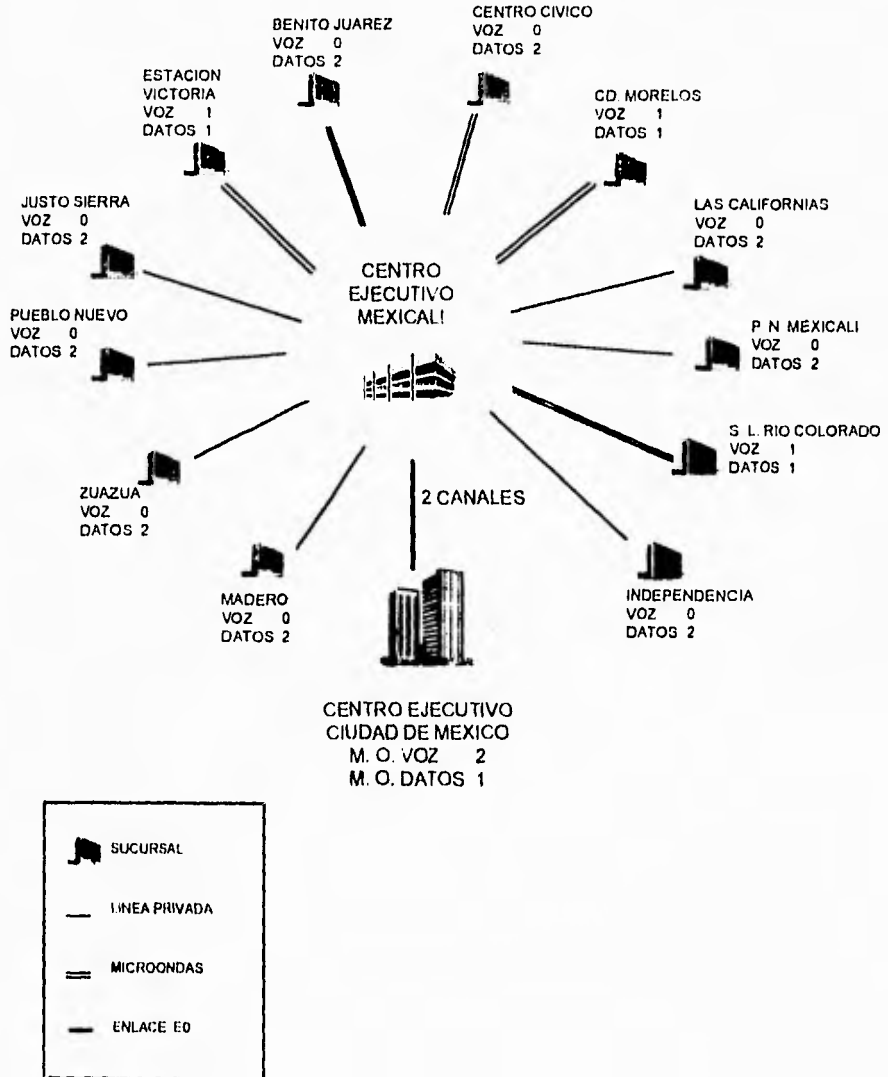 BENITO JUAREZ
VOZ 0
DATOS 2
CENTRO CIVICO
VOZ 0
DATOS 2
ESTACION
VICTORIA
VOZ 1
DATOS 1
CD. MORELOS
VOZ 1
DATOS 1
JUSTO SIERRA
VOZ 0
DATOS 2
LAS CALIFORNIAS
VOZ 0
DATOS 2
CENTRO
EJECUTIVO
MEXICALI
PUEBLO NUEVO
VOZ 0
DATOS 2
P. N. MEXICALI
VOZ 0
DATOS 2
S. L. RIO COLORADO
VOZ 1
DATOS 1
ZUAZUA
VOZ 0
DATOS 2
2 CANALES
MADERO
VOZ 0
DATOS 2
INDEPENDENCIA
VOZ 0
DATOS 2
CENTRO EJECUTIVO
CIUDAD DE MEXICO
M. O. VOZ 2
M. O. DATOS 1
SUCURSAL
LINEA PRIVADA
MICROONDAS
ENLACE E0